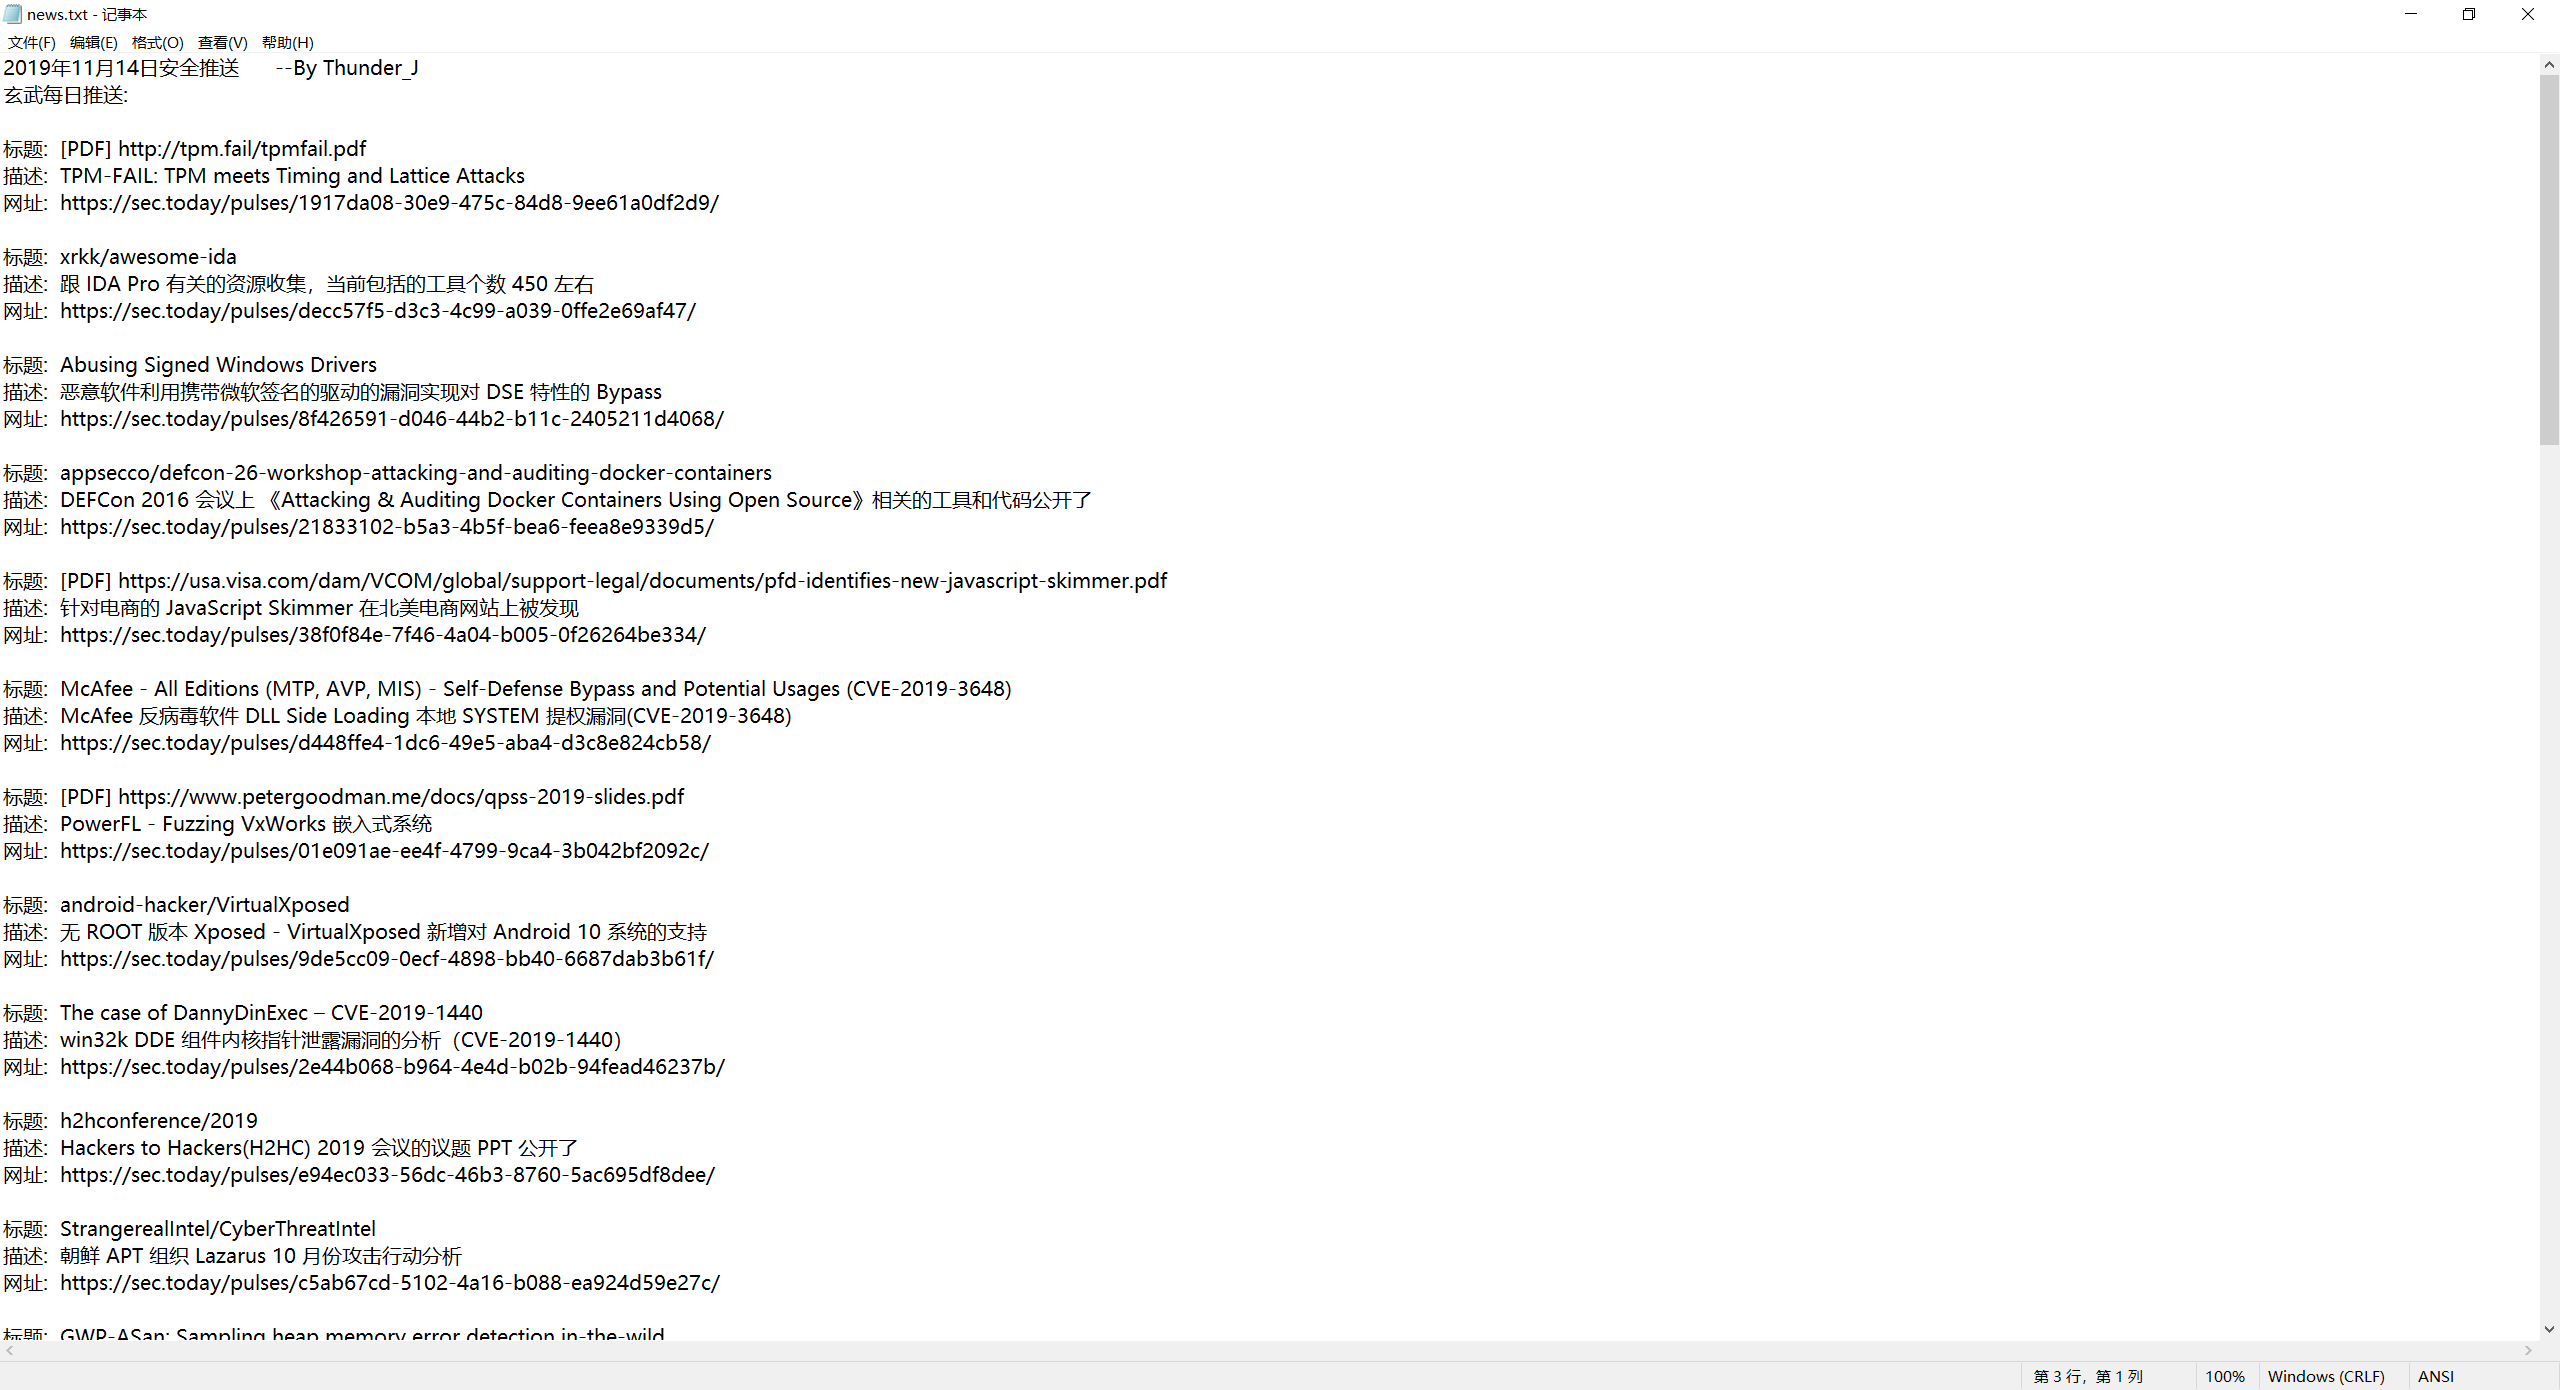 news.txt - 记事本
文件(F) 编辑(E) 格式(O) 查看(V) 帮助(H)
2019年11月14日安全推送 --By Thunder_J
玄武每日推送:
标题: [PDF] http://tpm.fail/tpmfail.pdf
描述: TPM-FAIL: TPM meets Timing and Lattice Attacks
网址: https://sec.today/pulses/1917da08-30e9-475c-84d8-9ee61a0df2d9/
标题: xrkk/awesome-ida
描述: 跟 IDA Pro 有关的资源收集，当前包括的工具个数 450 左右
网址: https://sec.today/pulses/decc57f5-d3c3-4c99-a039-0ffe2e69af47/
标题: Abusing Signed Windows Drivers
描述: 恶意软件利用携带微软签名的驱动的漏洞实现对 DSE 特性的 Bypass
网址: https://sec.today/pulses/8f426591-d046-44b2-b11c-2405211d4068/
标题: appsecco/defcon-26-workshop-attacking-and-auditing-docker-containers
描述: DEFCon 2016 会议上 《Attacking & Auditing Docker Containers Using Open Source》相关的工具和代码公开了
网址: https://sec.today/pulses/21833102-b5a3-4b5f-bea6-feea8e9339d5/
标题: [PDF] https://usa.visa.com/dam/VCOM/global/support-legal/documents/pfd-identifies-new-javascript-skimmer.pdf
描述: 针对电商的 JavaScript Skimmer 在北美电商网站上被发现
网址: https://sec.today/pulses/38f0f84e-7f46-4a04-b005-0f26264be334/
标题: McAfee - All Editions (MTP, AVP, MIS) - Self-Defense Bypass and Potential Usages (CVE-2019-3648)
描述: McAfee 反病毒软件 DLL Side Loading 本地 SYSTEM 提权漏洞(CVE-2019-3648)
网址: https://sec.today/pulses/d448ffe4-1dc6-49e5-aba4-d3c8e824cb58/
标题: [PDF] https://www.petergoodman.me/docs/qpss-2019-slides.pdf
描述: PowerFL - Fuzzing VxWorks 嵌入式系统
网址: https://sec.today/pulses/01e091ae-ee4f-4799-9ca4-3b042bf2092c/
标题: android-hacker/VirtualXposed
描述: 无 ROOT 版本 Xposed - VirtualXposed 新增对 Android 10 系统的支持
网址: https://sec.today/pulses/9de5cc09-0ecf-4898-bb40-6687dab3b61f/
标题: The case of DannyDinExec – CVE-2019-1440
描述: win32k DDE 组件内核指针泄露漏洞的分析（CVE-2019-1440）
网址: https://sec.today/pulses/2e44b068-b964-4e4d-b02b-94fead46237b/
标题: h2hconference/2019
描述: Hackers to Hackers(H2HC) 2019 会议的议题 PPT 公开了
网址: https://sec.today/pulses/e94ec033-56dc-46b3-8760-5ac695df8dee/
标题: StrangerealIntel/CyberThreatIntel
描述: 朝鲜 APT 组织 Lazarus 10 月份攻击行动分析
网址: https://sec.today/pulses/c5ab67cd-5102-4a16-b088-ea924d59e27c/
标题: GWP-ASan: Sampling heap memory error detection in-the-wild
第 3 行，第 1 列 100% Windows (CRLF) ANSI